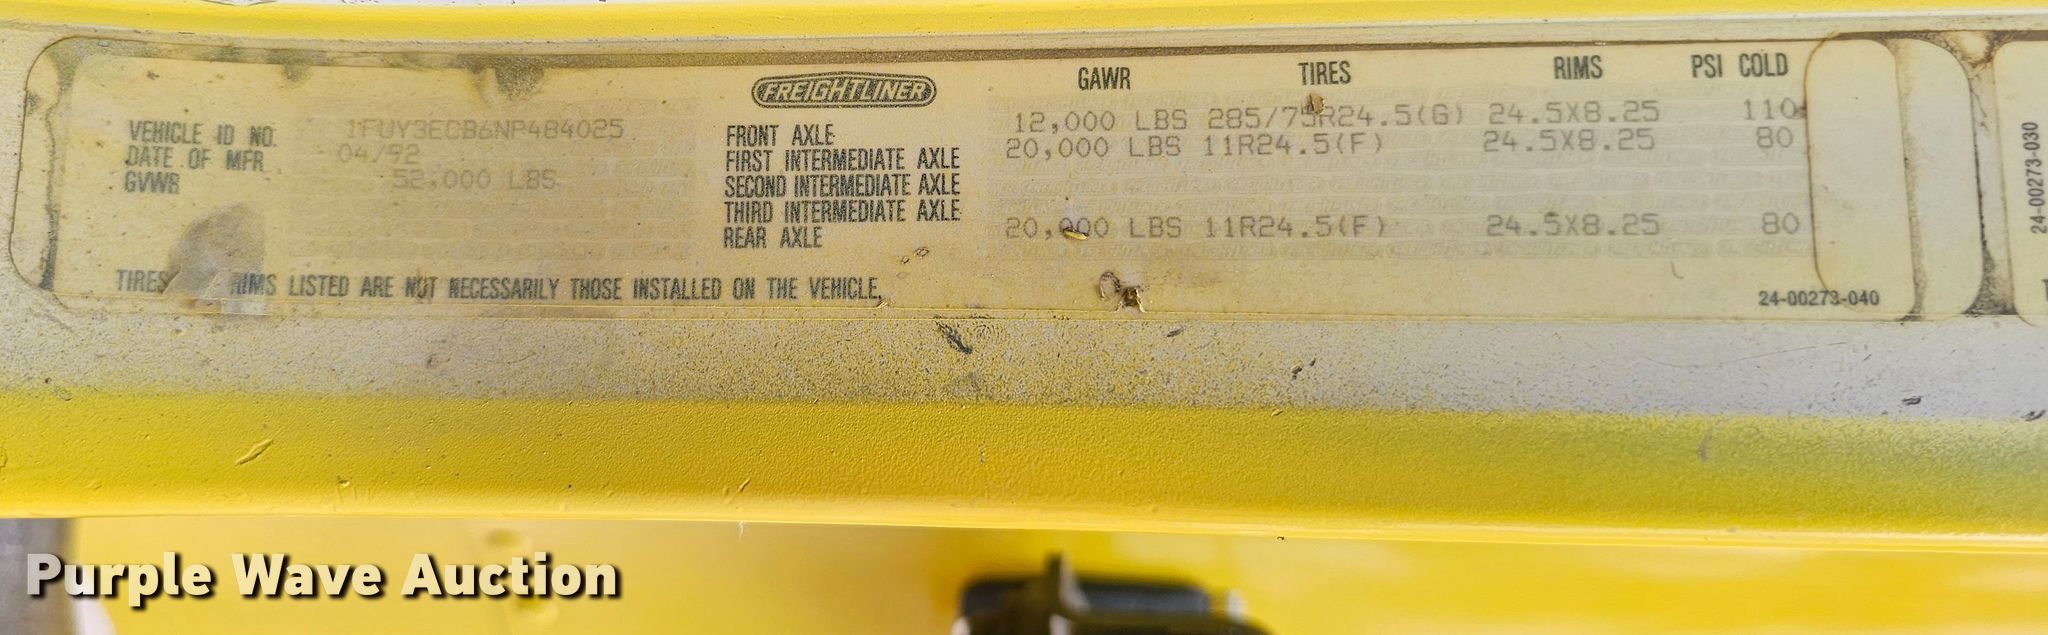 FREIGHTLINER
GAWR TIRES RIMS PSI COLD
VEHICLE ID NO. 1FUY3ECB6NP484025
DATE OF MFR 04/92
GVWR 52,000 LBS
FRONT AXLE 12,000 LBS 285/75R24.5(G) 24.5X8.25 110
FIRST INTERMEDIATE AXLE 20,000 LBS 11R24.5(F) 24.5X8.25 80
SECOND INTERMEDIATE AXLE
THIRD INTERMEDIATE AXLE
REAR AXLE 20,000 LBS 11R24.5(F) 24.5X8.25 80
TIRES RIMS LISTED ARE NOT NECESSARILY THOSE INSTALLED ON THE VEHICLE.
24-00273-040
24-00273-030
Purple Wave Auction